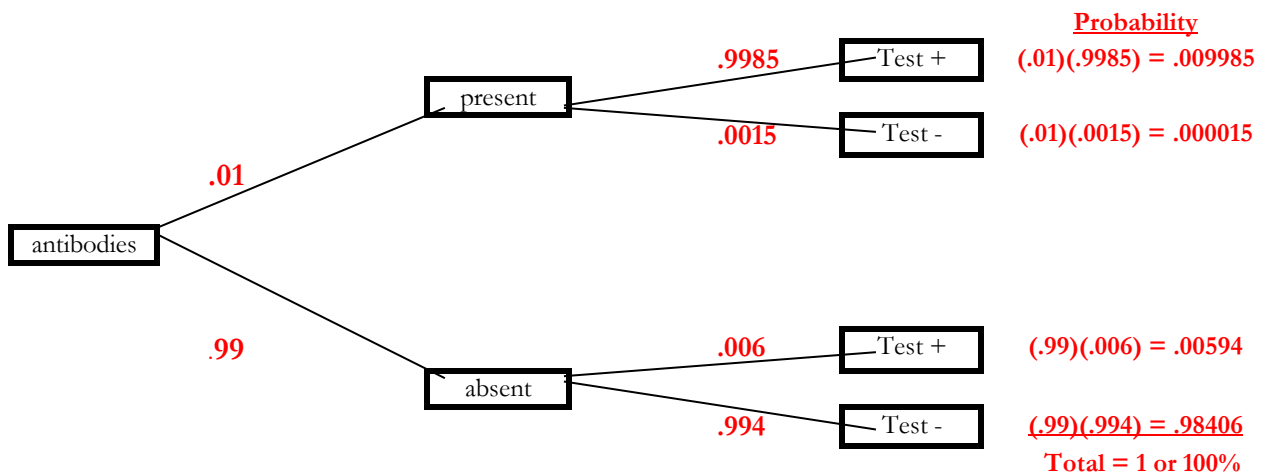 Probability
.9985 Test + (.01)(.9985) = .009985
present
.0015 Test - (.01)(.0015) = .000015
.01
antibodies
.99
.006 Test + (.99)(.006) = .00594
absent
.994 Test - (.99)(.994) = .98406
Total = 1 or 100%